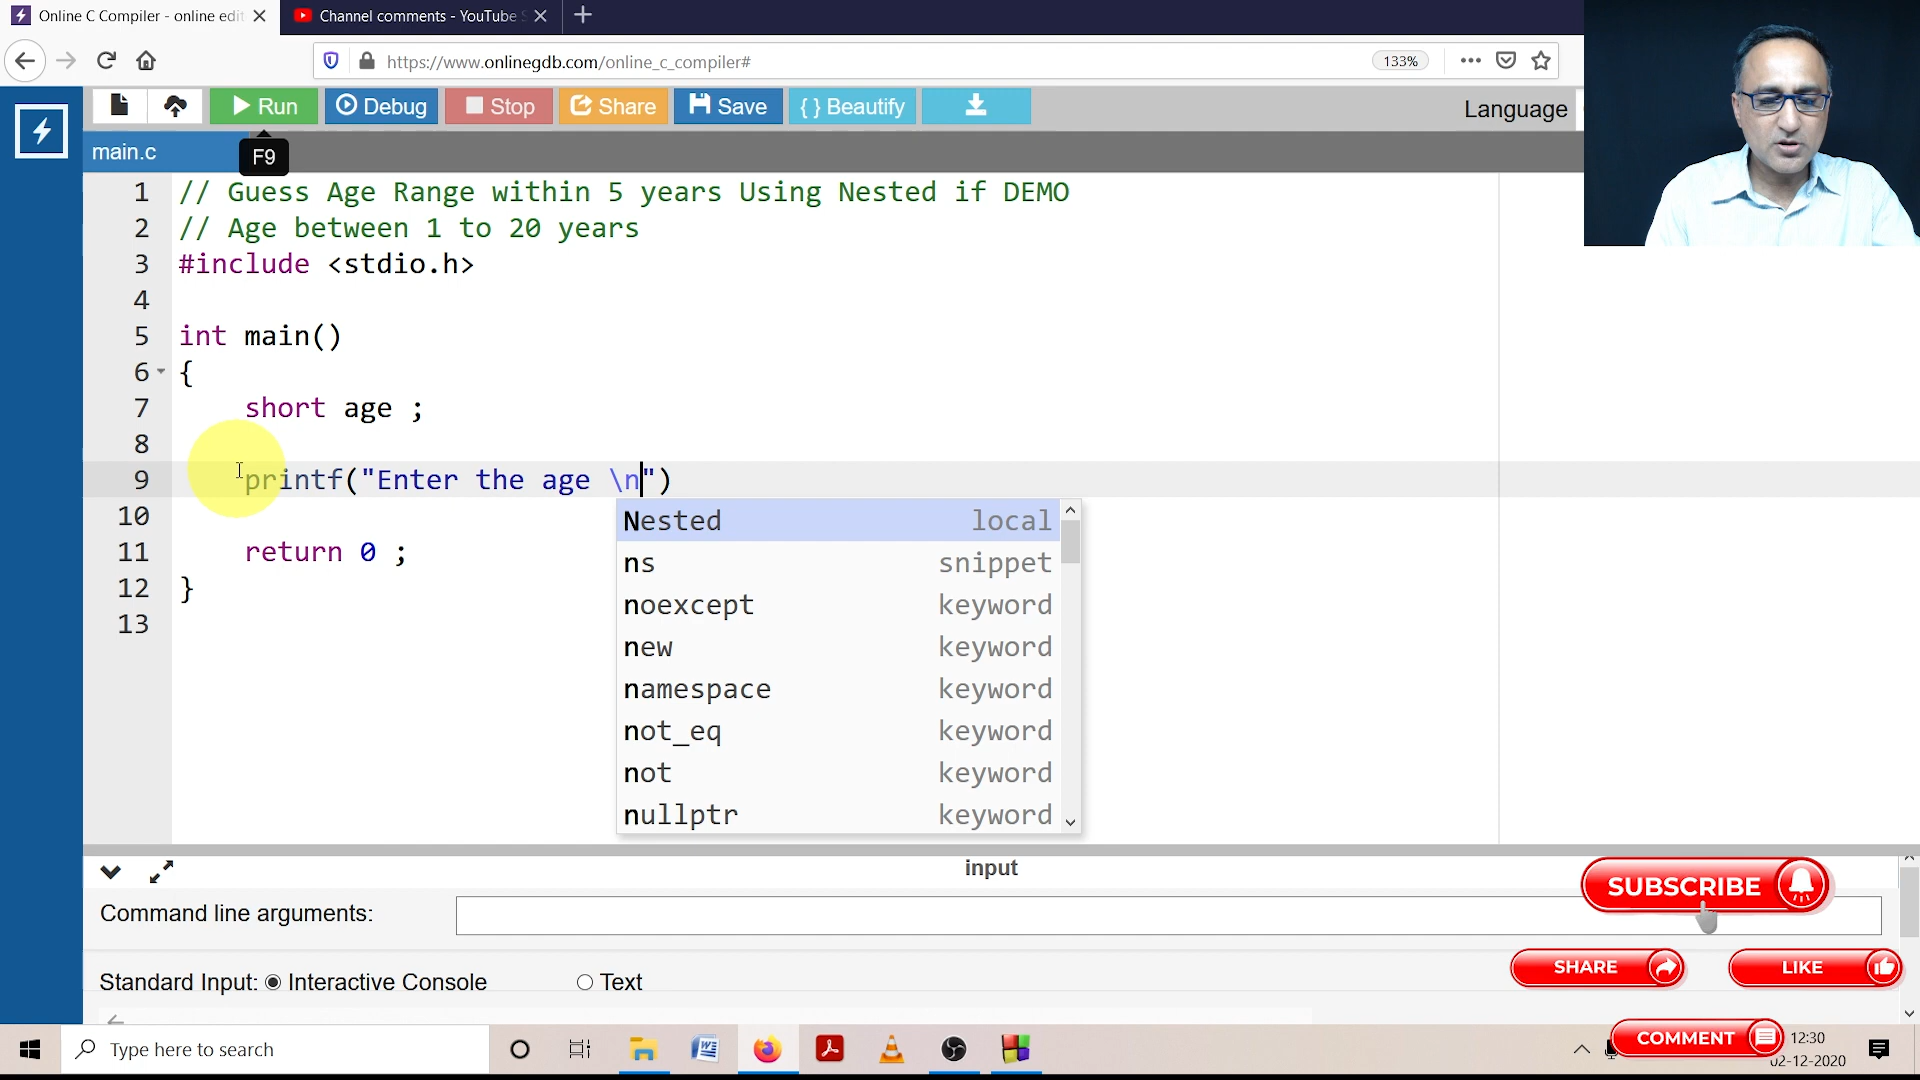 Online C Compiler - online edit
Channel comments - YouTube S
https://www.onlinegdb.com/online_c_compiler#
133%
Run
Debug
Stop
Share
Save
{ } Beautify
Language
main.c
F9
1 // Guess Age Range within 5 years Using Nested if DEMO
2 // Age between 1 to 20 years
3 #include <stdio.h>
4
5 int main()
6 {
7 short age ;
8
9 printf("Enter the age \n")
10
11 return 0 ;
12 }
13
Nested local
ns snippet
noexcept keyword
new keyword
namespace keyword
not_eq keyword
not keyword
nullptr keyword
input
Command line arguments:
Standard Input: Interactive Console Text
SUBSCRIBE
SHARE
LIKE
COMMENT
Type here to search
12:30
02-12-2020